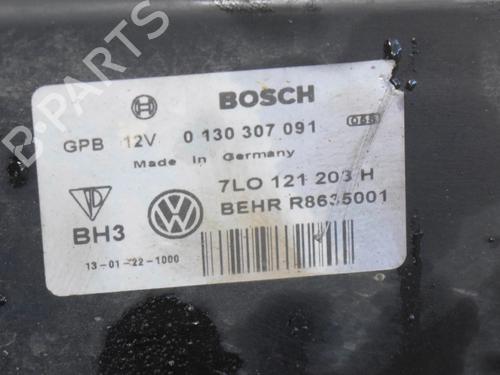 B-PARTS
BOSCH
GPB 12V 0 130 307 091 055
Made in Germany
7L0 121 203 H
BH3 BEHR R8635001
13-01-22-1000